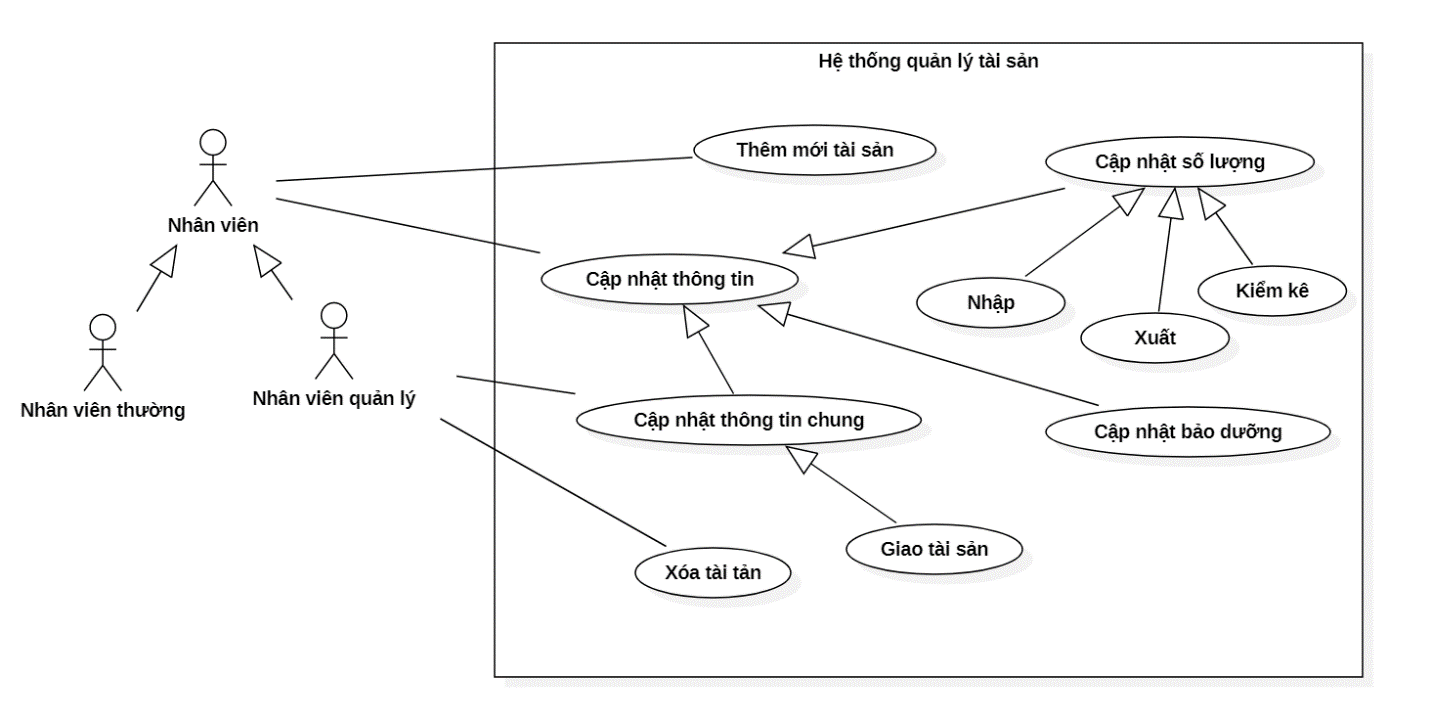 Hệ thống quản lý tài sản
Thêm mới tài sản
Cập nhật số lượng
Nhân viên
Cập nhật thông tin
Nhập
Kiểm kê
Xuất
Nhân viên thường
Nhân viên quản lý
Cập nhật thông tin chung
Cập nhật bảo dưỡng
Giao tài sản
Xóa tài tản